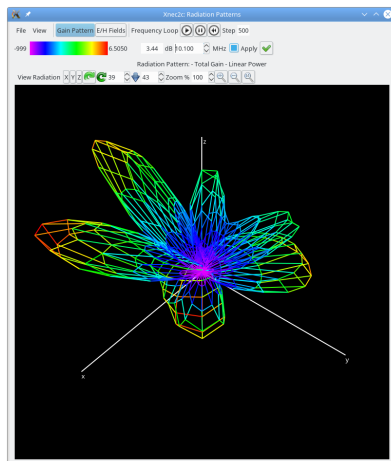 Xnec2c: Radiation Patterns
File View Gain Pattern E/H Fields Frequency Loop Step 500
-999 6.5050 3.44 dB 10.100 MHz Apply
Radiation Pattern: - Total Gain - Linear Power
View Radiation X Y Z 39 43 Zoom % 100
z
x
y